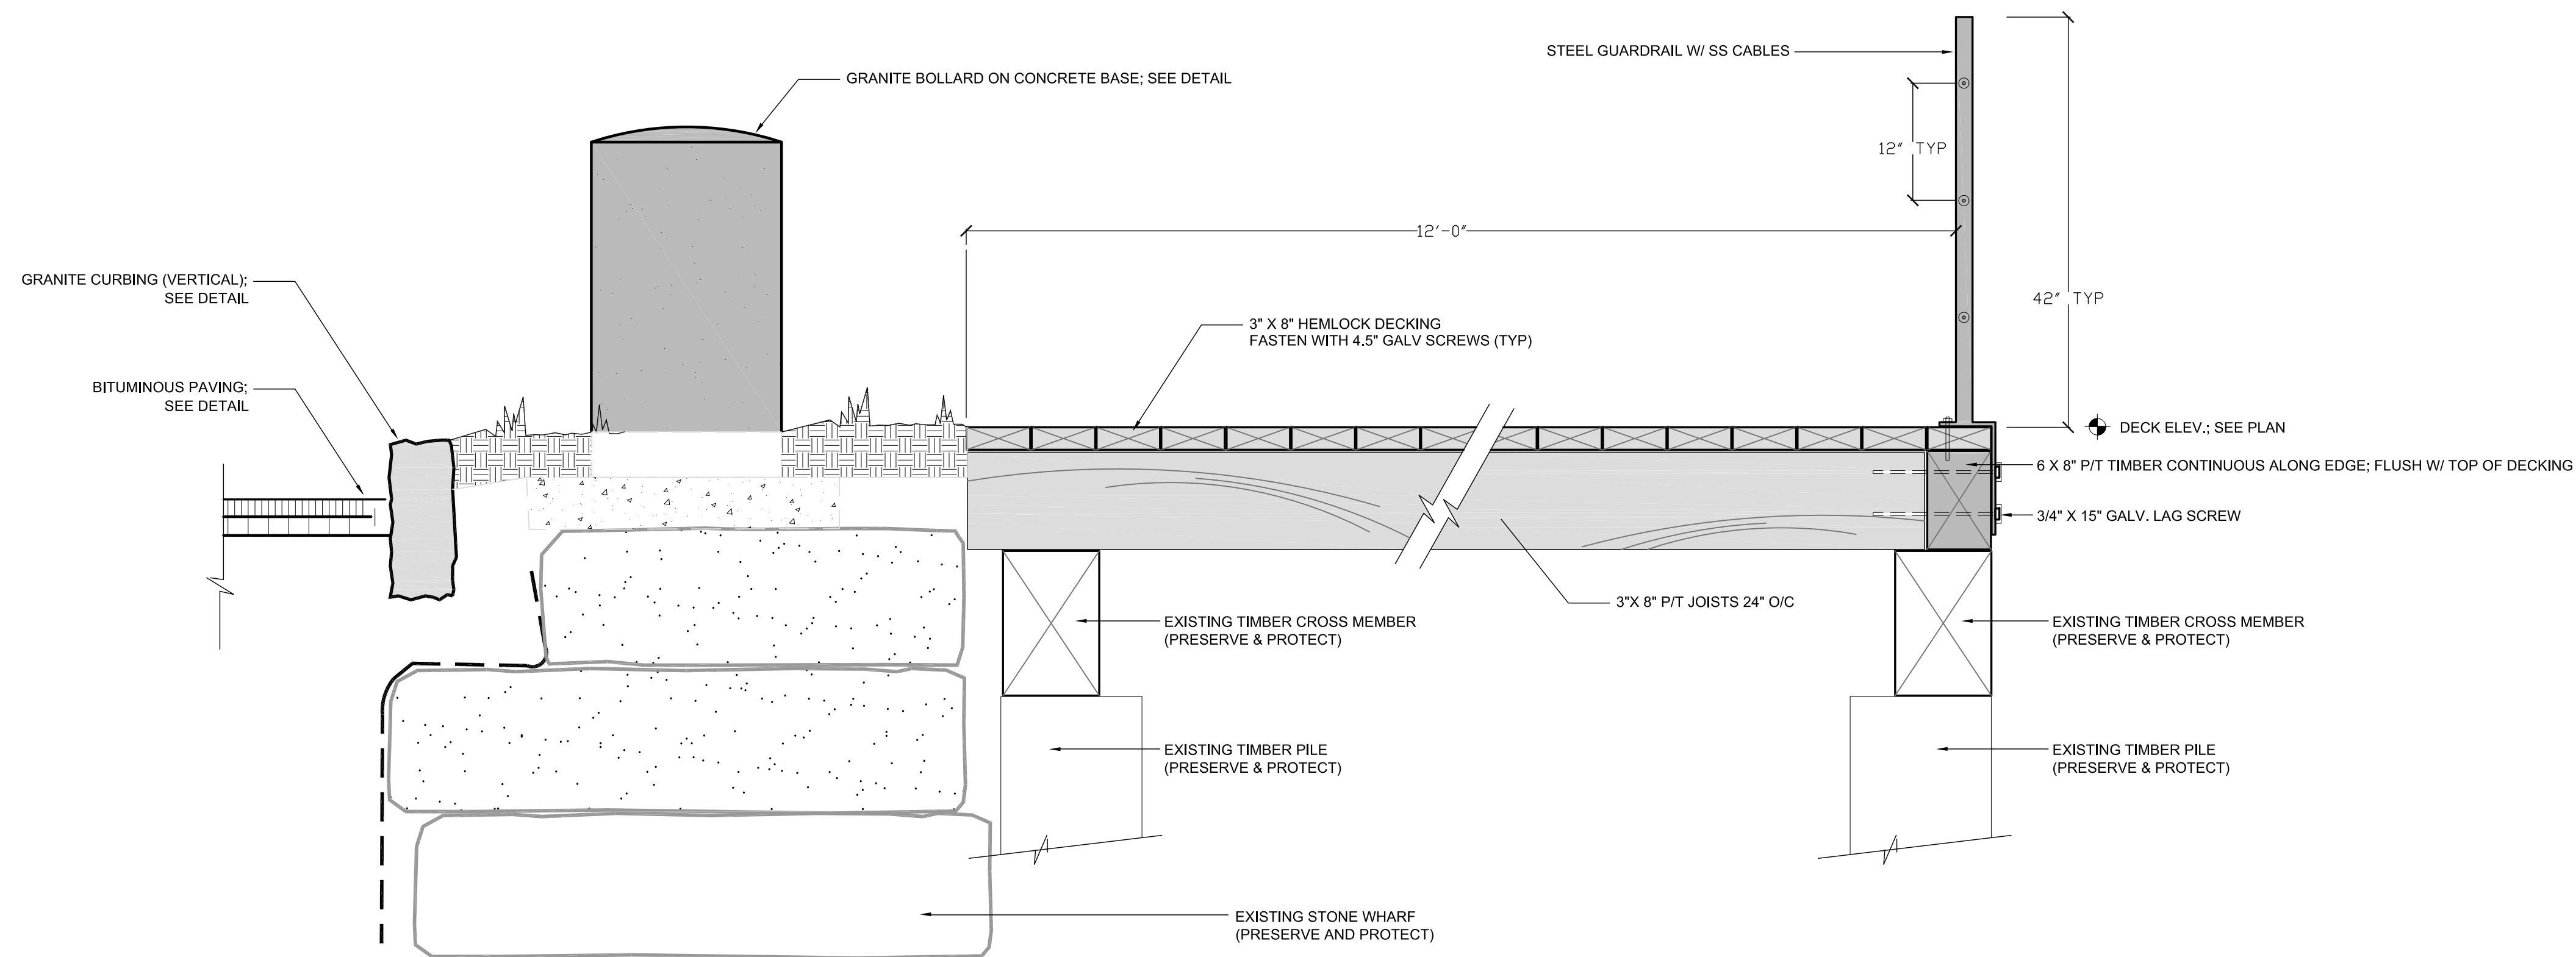 STEEL GUARDRAIL W/ SS CABLES
GRANITE BOLLARD ON CONCRETE BASE; SEE DETAIL
12" TYP
12'-0"
GRANITE CURBING (VERTICAL);
SEE DETAIL
42" TYP
3" X 8" HEMLOCK DECKING
FASTEN WITH 4.5" GALV SCREWS (TYP)
BITUMINOUS PAVING;
SEE DETAIL
DECK ELEV.; SEE PLAN
6 X 8" P/T TIMBER CONTINUOUS ALONG EDGE; FLUSH W/ TOP OF DECKING
3/4" X 15" GALV. LAG SCREW
3"X 8" P/T JOISTS 24" O/C
EXISTING TIMBER CROSS MEMBER
(PRESERVE & PROTECT)
EXISTING TIMBER CROSS MEMBER
(PRESERVE & PROTECT)
EXISTING TIMBER PILE
(PRESERVE & PROTECT)
EXISTING TIMBER PILE
(PRESERVE & PROTECT)
EXISTING STONE WHARF
(PRESERVE AND PROTECT)